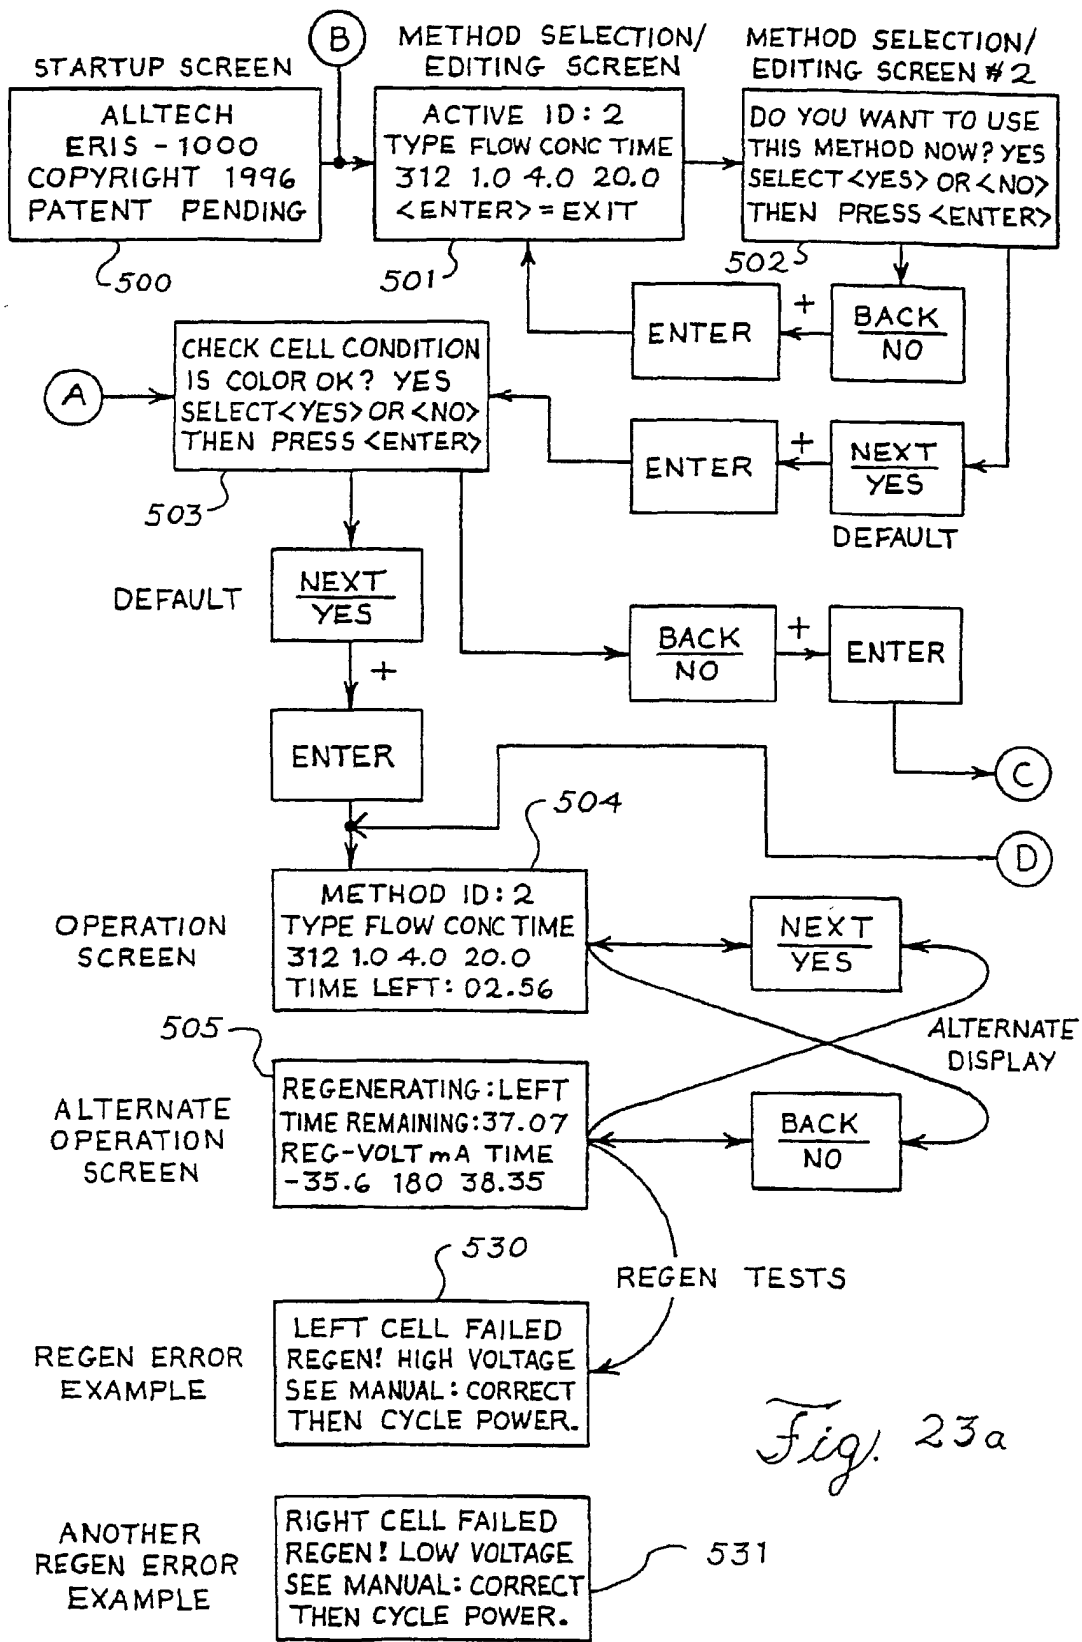 B
STARTUP SCREEN
METHOD SELECTION/
EDITING SCREEN
METHOD SELECTION/
EDITING SCREEN #2
ALLTECH
ERIS - 1000
COPYRIGHT 1996
PATENT PENDING
ACTIVE ID: 2
TYPE FLOW CONC TIME
312 1.0 4.0 20.0
<ENTER> = EXIT
DO YOU WANT TO USE
THIS METHOD NOW? YES
SELECT <YES> OR <NO>
THEN PRESS <ENTER>
500
501
502
ENTER
+
BACK
NO
A
CHECK CELL CONDITION
IS COLOR OK? YES
SELECT <YES> OR <NO>
THEN PRESS <ENTER>
ENTER
+
NEXT
YES
DEFAULT
503
DEFAULT
NEXT
YES
+
ENTER
BACK
NO
+
ENTER
C
D
504
OPERATION
SCREEN
METHOD ID: 2
TYPE FLOW CONC TIME
312 1.0 4.0 20.0
TIME LEFT: 02.56
NEXT
YES
ALTERNATE
DISPLAY
505
ALTERNATE
OPERATION
SCREEN
REGENERATING: LEFT
TIME REMAINING: 37.07
REG-VOLT mA TIME
-35.6 180 38.35
BACK
NO
530
REGEN TESTS
REGEN ERROR
EXAMPLE
LEFT CELL FAILED
REGEN! HIGH VOLTAGE
SEE MANUAL: CORRECT
THEN CYCLE POWER.
Fig. 23a
ANOTHER
REGEN ERROR
EXAMPLE
RIGHT CELL FAILED
REGEN! LOW VOLTAGE
SEE MANUAL: CORRECT
THEN CYCLE POWER.
531